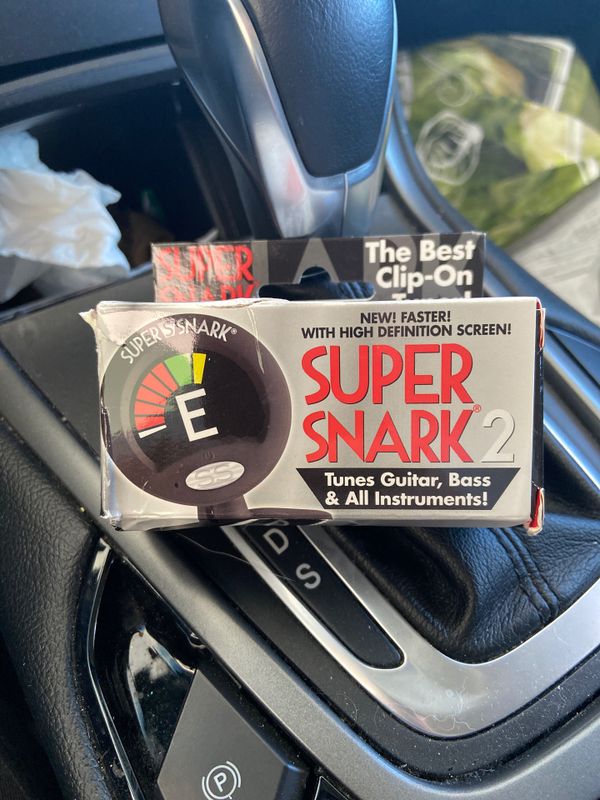 SUPER
SNARK
The Best
Clip-On
NEW! FASTER!
WITH HIGH DEFINITION SCREEN!
SUPER SNARK®
E
SS
SUPER
SNARK® 2
Tunes Guitar, Bass
& All Instruments!
D
S
P